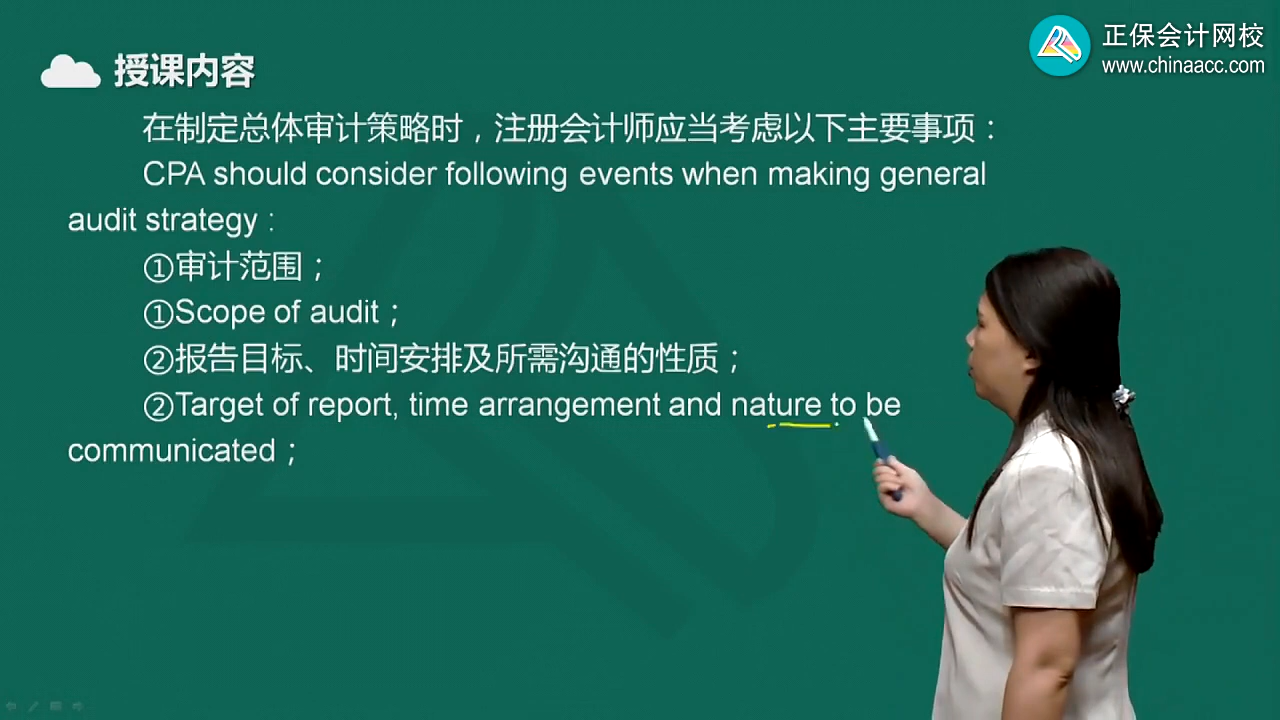 正保会计网校
www.chinaacc.com
授课内容
在制定总体审计策略时，注册会计师应当考虑以下主要事项：
CPA should consider following events when making general
audit strategy：
①审计范围；
①Scope of audit；
②报告目标、时间安排及所需沟通的性质；
②Target of report, time arrangement and nature to be
communicated；